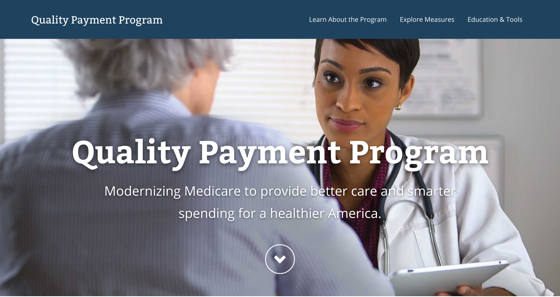 Quality Payment Program
Learn About the Program Explore Measures Education & Tools
Quality Payment Program
Modernizing Medicare to provide better care and smarter
spending for a healthier America.